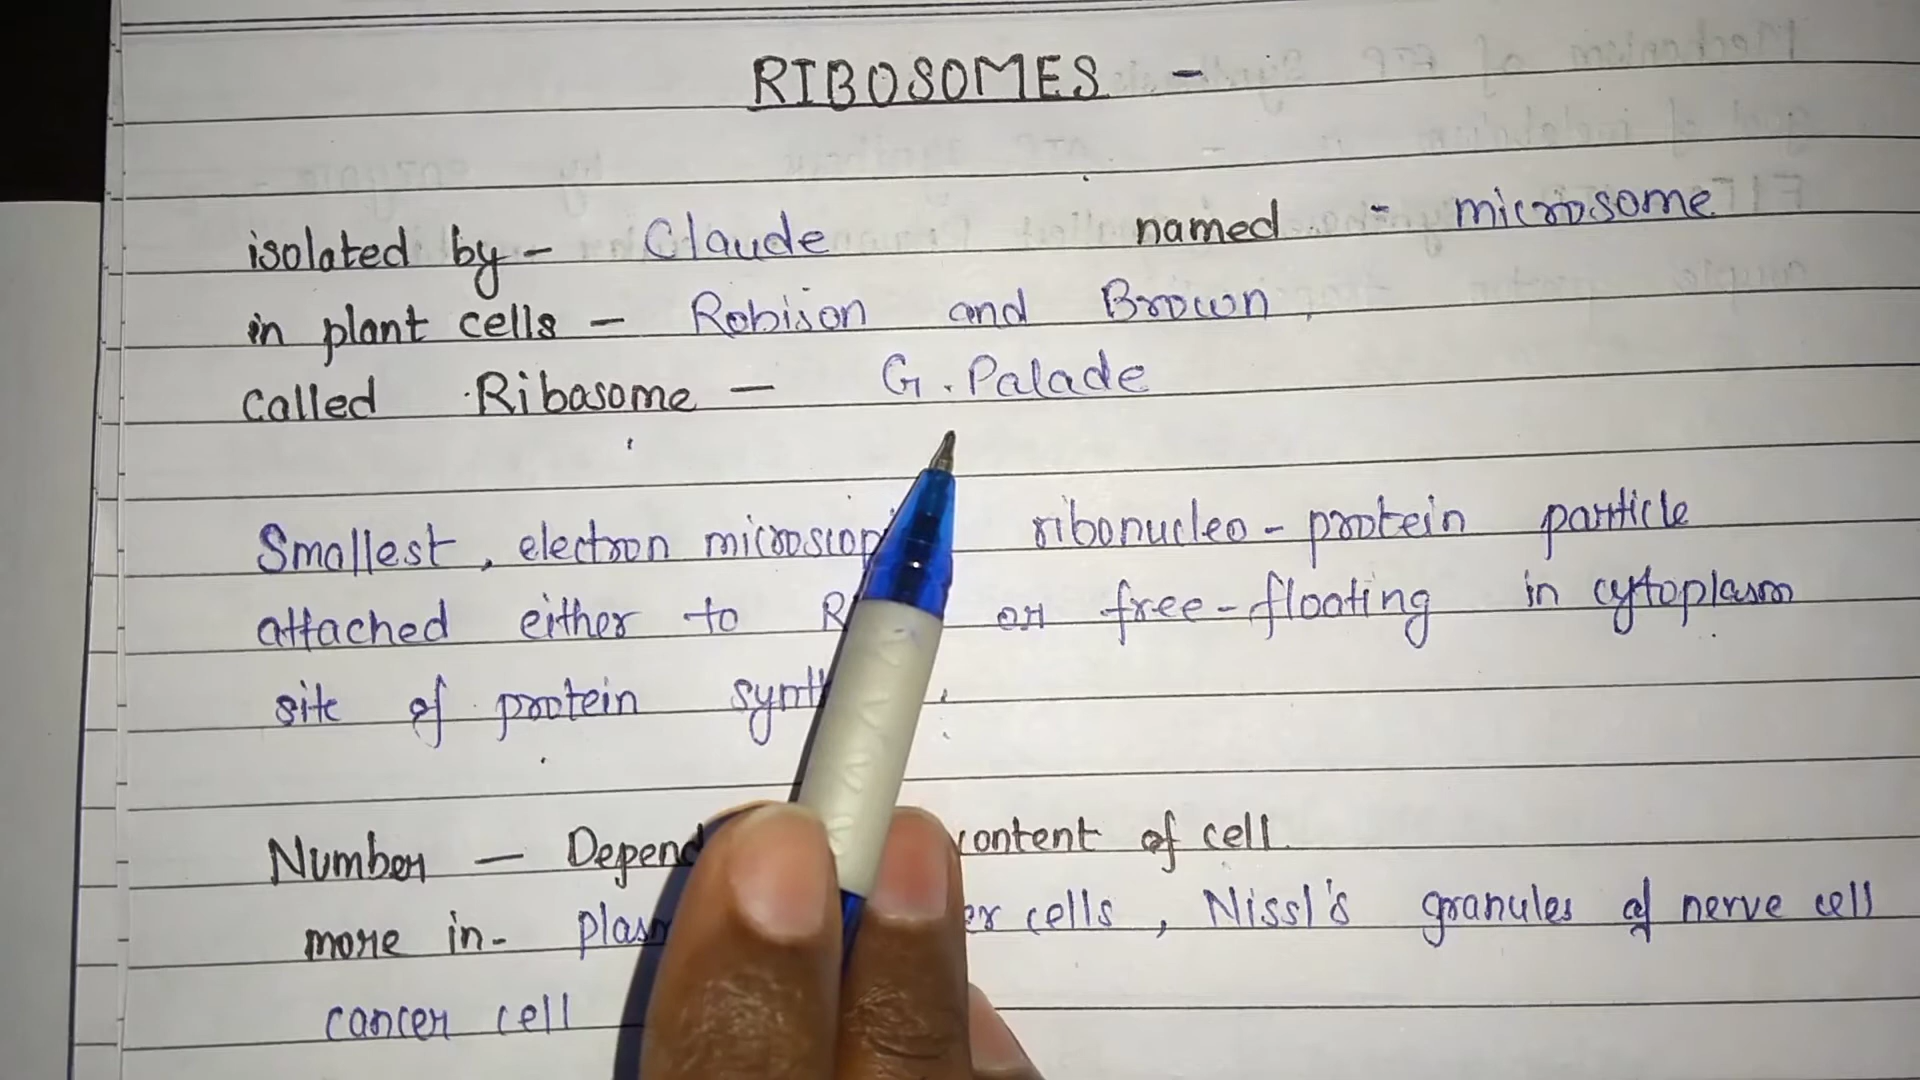 RIBOSOMES -
isolated by - Claude named - microsome
in plant cells - Robison and Brown
called Ribosome - G. Palade
Smallest, electron ribonucleo-protein particle
attached either to or free-floating in cytoplasm
site of protein
Number - content of cell.
more in- cells, Nissl's granules of nerve cell
cancer cell